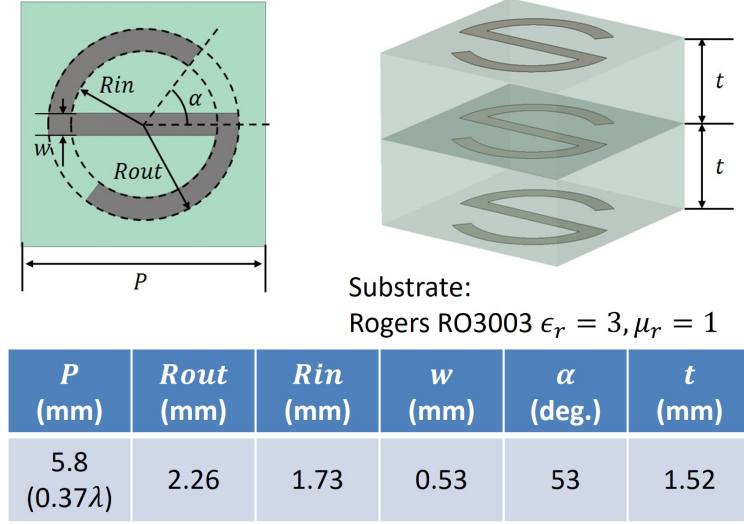 Rin
α
w
Rout
P
t
t
Substrate:
Rogers RO3003 ϵᵣ = 3, μᵣ = 1
P (mm) Rout (mm) Rin (mm) w (mm) α (deg.) t (mm)
5.8 (0.37λ) 2.26 1.73 0.53 53 1.52